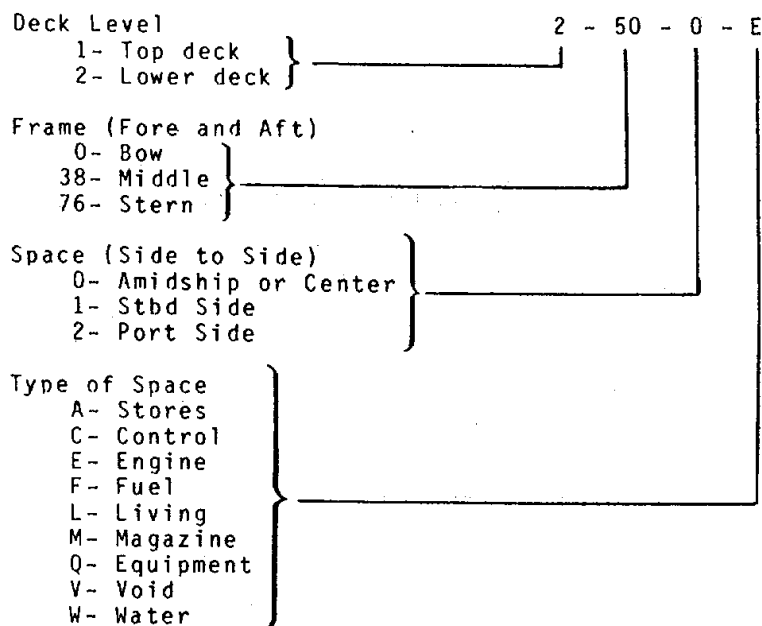 Deck Level 2 - 50 - 0 - E
1- Top deck
2- Lower deck
Frame (Fore and Aft)
0- Bow
38- Middle
76- Stern
Space (Side to Side)
0- Amidship or Center
1- Stbd Side
2- Port Side
Type of Space
A- Stores
C- Control
E- Engine
F- Fuel
L- Living
M- Magazine
Q- Equipment
V- Void
W- Water